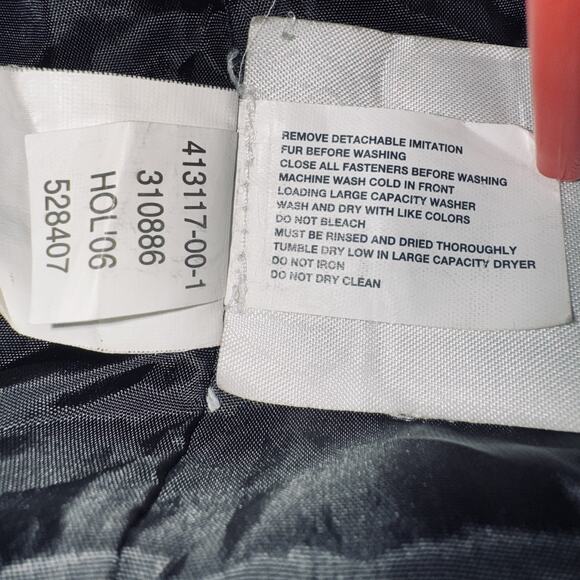 413117-00-1
310886
HOL'06
528407
REMOVE DETACHABLE IMITATION
FUR BEFORE WASHING
CLOSE ALL FASTENERS BEFORE WASHING
MACHINE WASH COLD IN FRONT
LOADING LARGE CAPACITY WASHER
WASH AND DRY WITH LIKE COLORS
DO NOT BLEACH
MUST BE RINSED AND DRIED THOROUGHLY
TUMBLE DRY LOW IN LARGE CAPACITY DRYER
DO NOT IRON
DO NOT DRY CLEAN